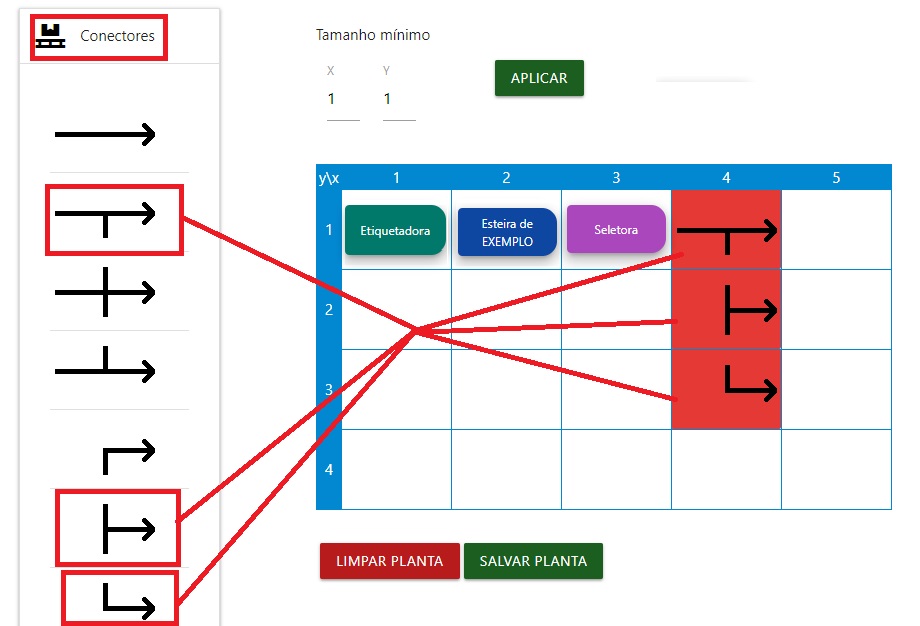 Conectores
Tamanho mínimo
X Y
1 1
APLICAR
y\x 1 2 3 4 5
1 Etiquetadora Esteira de EXEMPLO Seletora
2
3
4
LIMPAR PLANTA SALVAR PLANTA